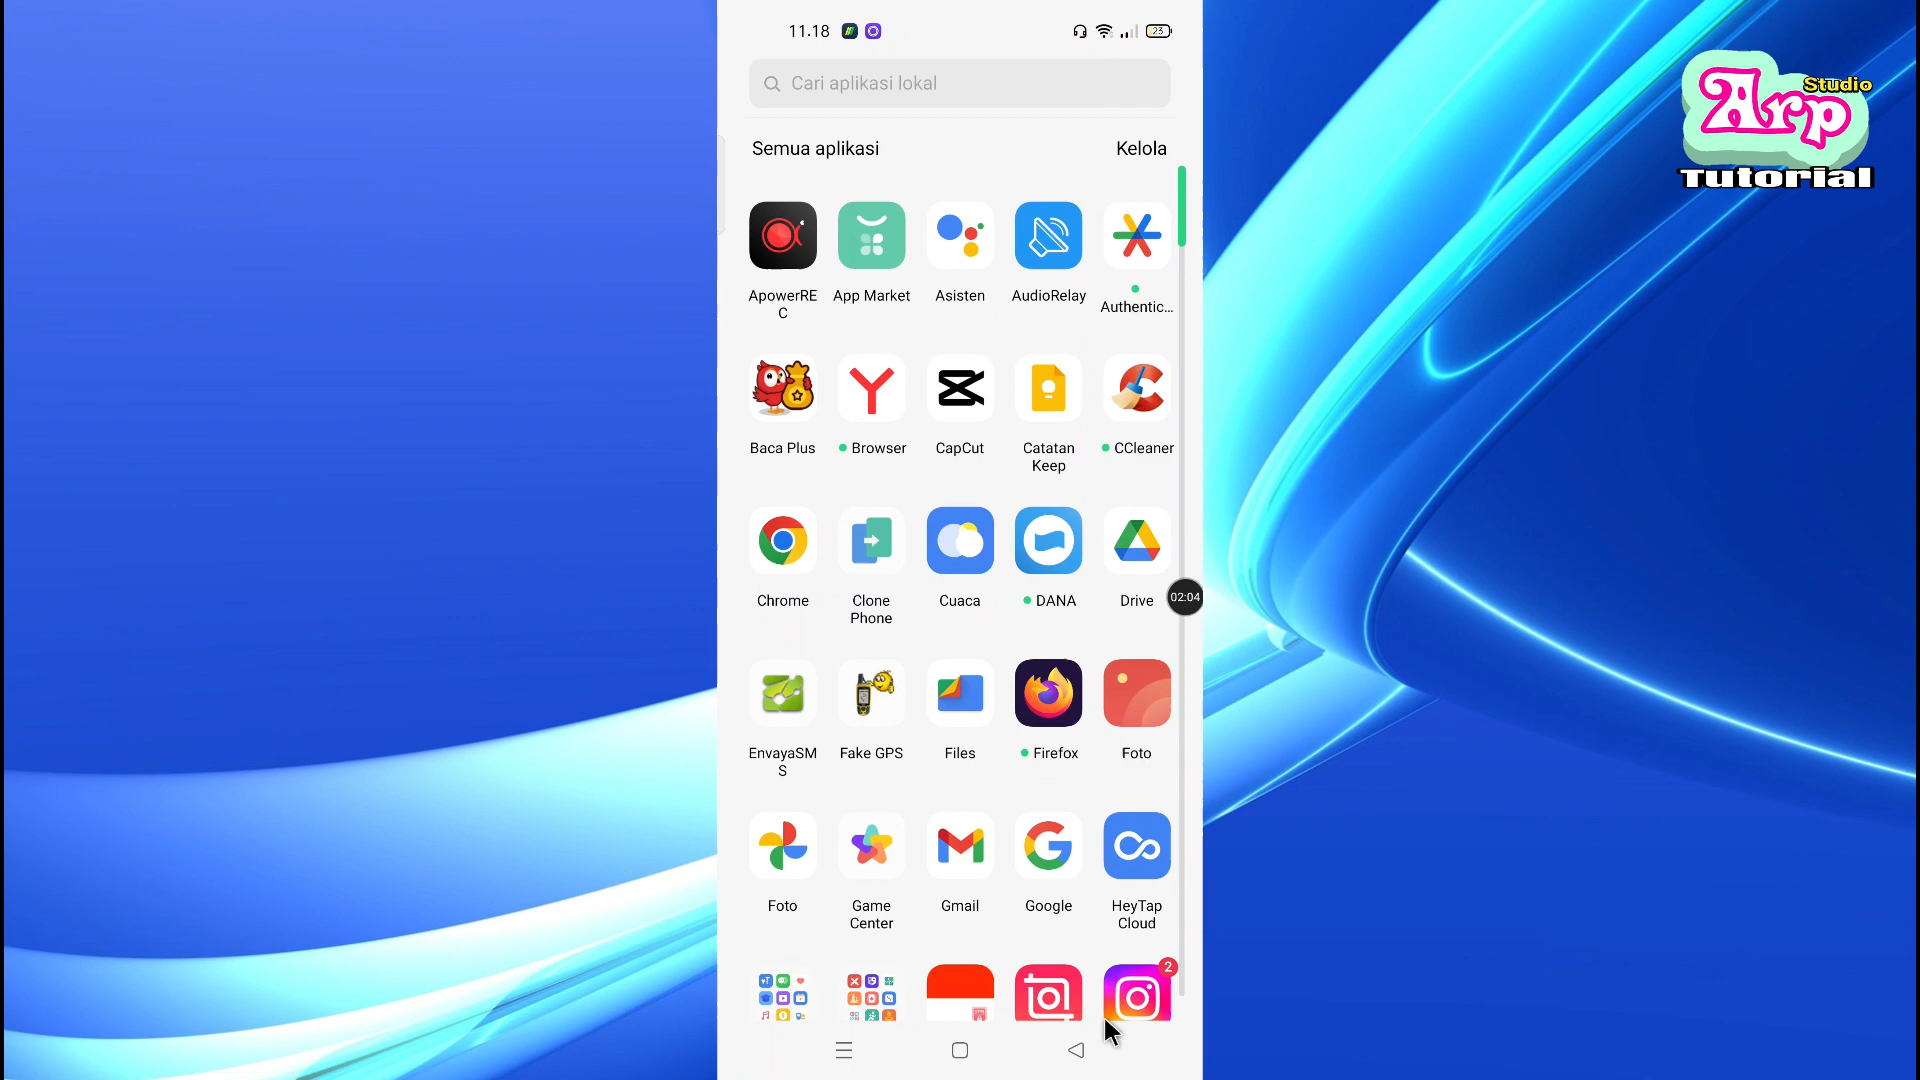 11.18
23
Cari aplikasi lokal
Semua aplikasi
Kelola
ApowerRE
C
App Market
Asisten
AudioRelay
Authentic...
Baca Plus
Browser
CapCut
Catatan
Keep
CCleaner
Chrome
Clone
Phone
Cuaca
DANA
Drive
02:04
EnvayaSM
S
Fake GPS
Files
Firefox
Foto
Foto
Game
Center
Gmail
Google
HeyTap
Cloud
2
Studio
Arp
Tutorial